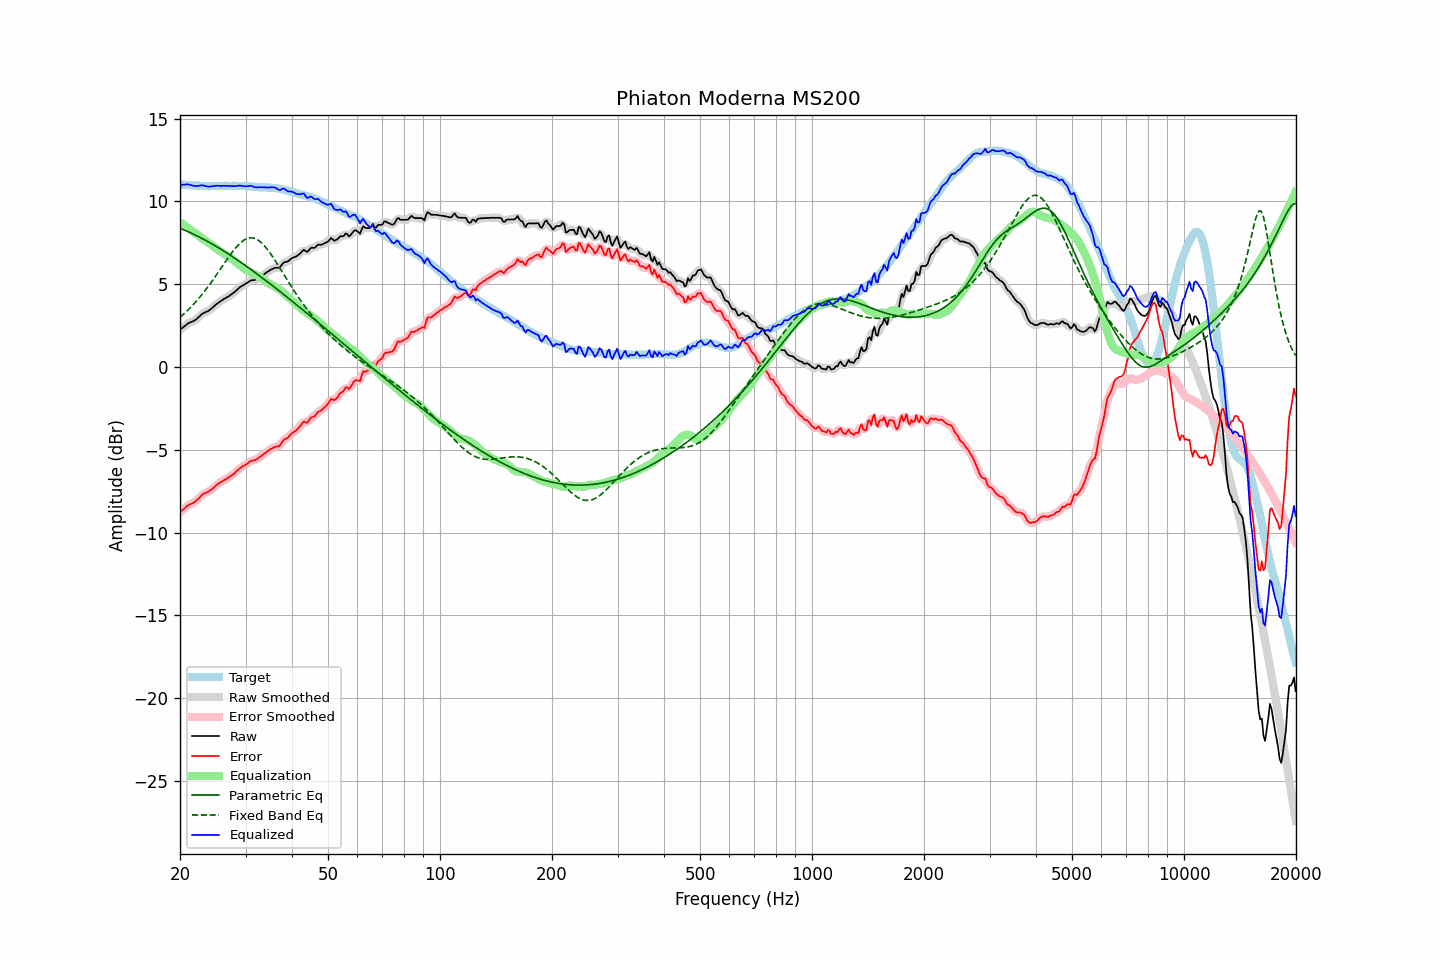 Phiaton Moderna MS200
15
10
5
0
−5
−10
−15
−20
−25
Amplitude (dBr)
Target
Raw Smoothed
Error Smoothed
Raw
Error
Equalization
Parametric Eq
Fixed Band Eq
Equalized
20 50 100 200 500 1000 2000 5000 10000 20000
Frequency (Hz)